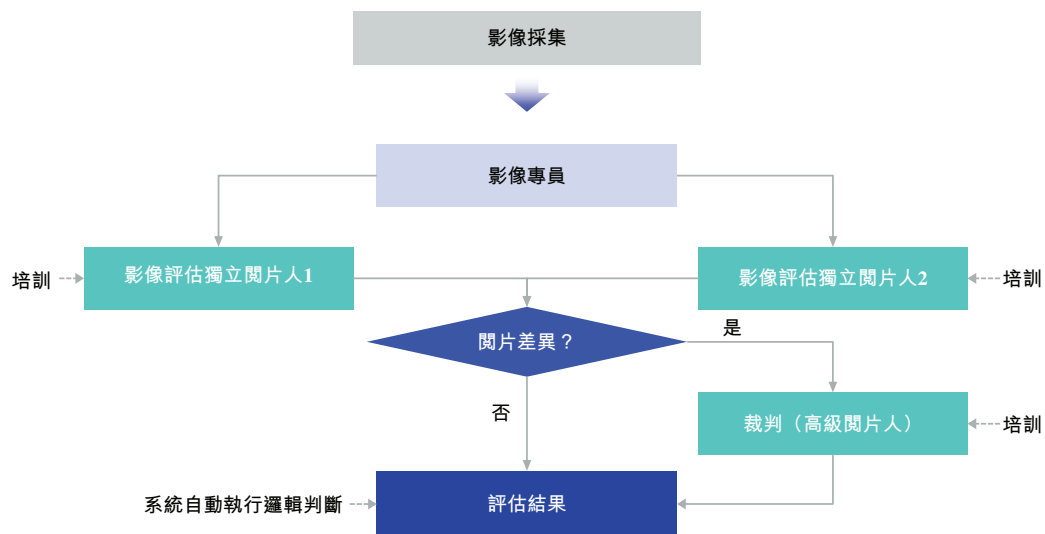 影像採集
影像專員
影像評估獨立閱片人1
影像評估獨立閱片人2
培訓
培訓
閱片差異？
是
否
裁判（高級閱片人）
培訓
系統自動執行邏輯判斷
評估結果